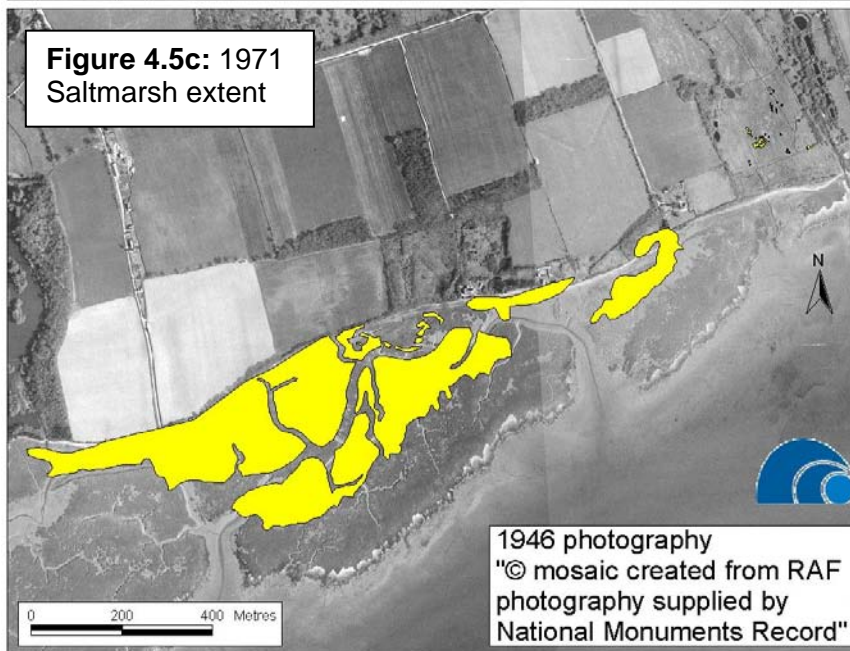 Figure 4.5c: 1971
Saltmarsh extent
N
0 200 400 Metres
1946 photography
"© mosaic created from RAF
photography supplied by
National Monuments Record"